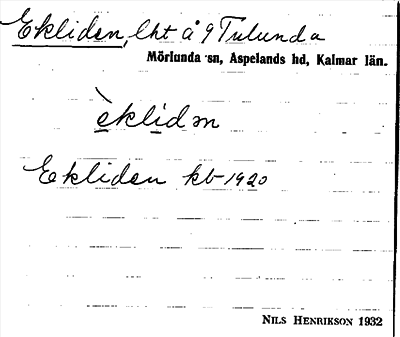 Ekliden, lht å 9 Tulunda
Mörlunda sn, Aspelands hd, Kalmar län.
èklidən
Ekliden kb 1920
NILS HENRIKSON 1932